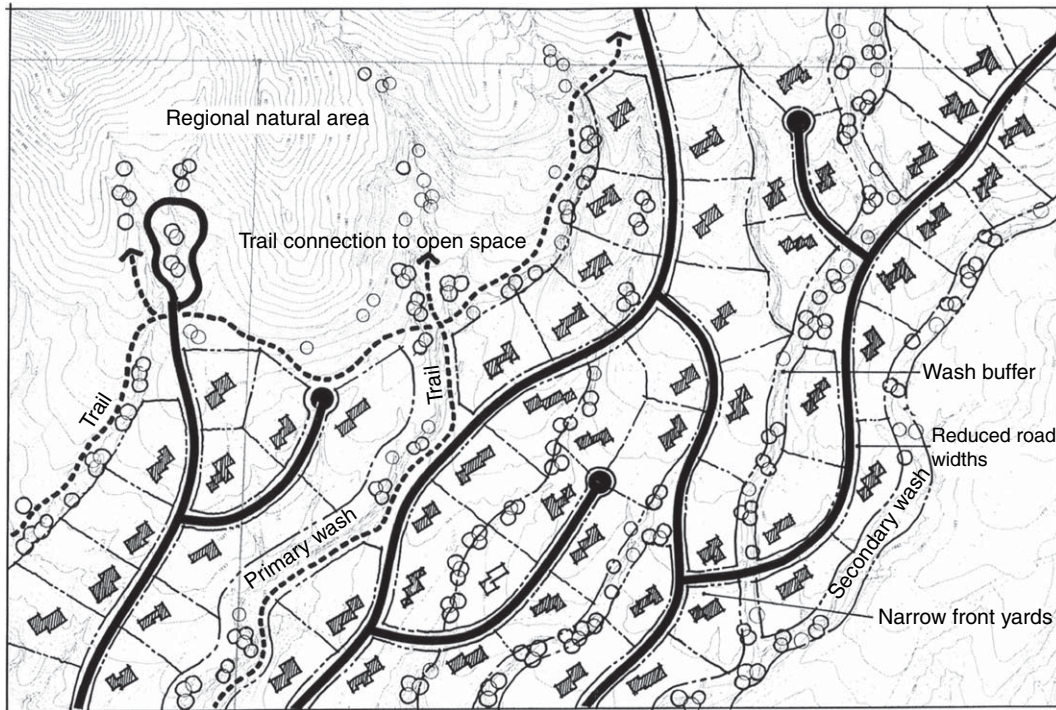 Regional natural area
Trail connection to open space
Trail
Trail
Wash buffer
Reduced road
widths
Primary wash
Secondary wash
Narrow front yards